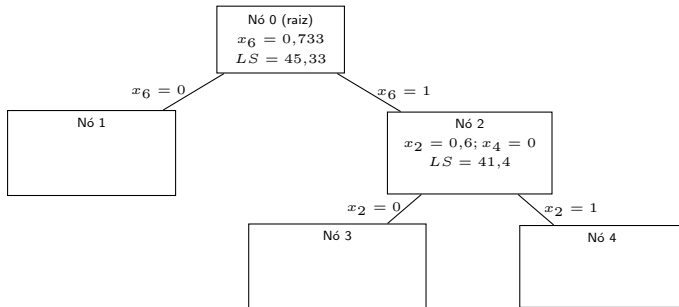 Nó 0 (raiz)
x₆ = 0,733
LS = 45,33
x₆ = 0
x₆ = 1
Nó 1
Nó 2
x₂ = 0,6; x₄ = 0
LS = 41,4
x₂ = 0
x₂ = 1
Nó 3
Nó 4